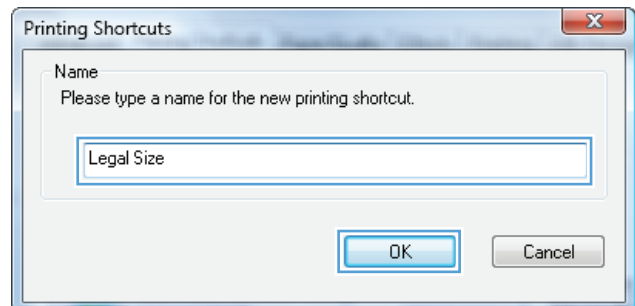 Printing Shortcuts
Name
Please type a name for the new printing shortcut.
Legal Size
OK
Cancel